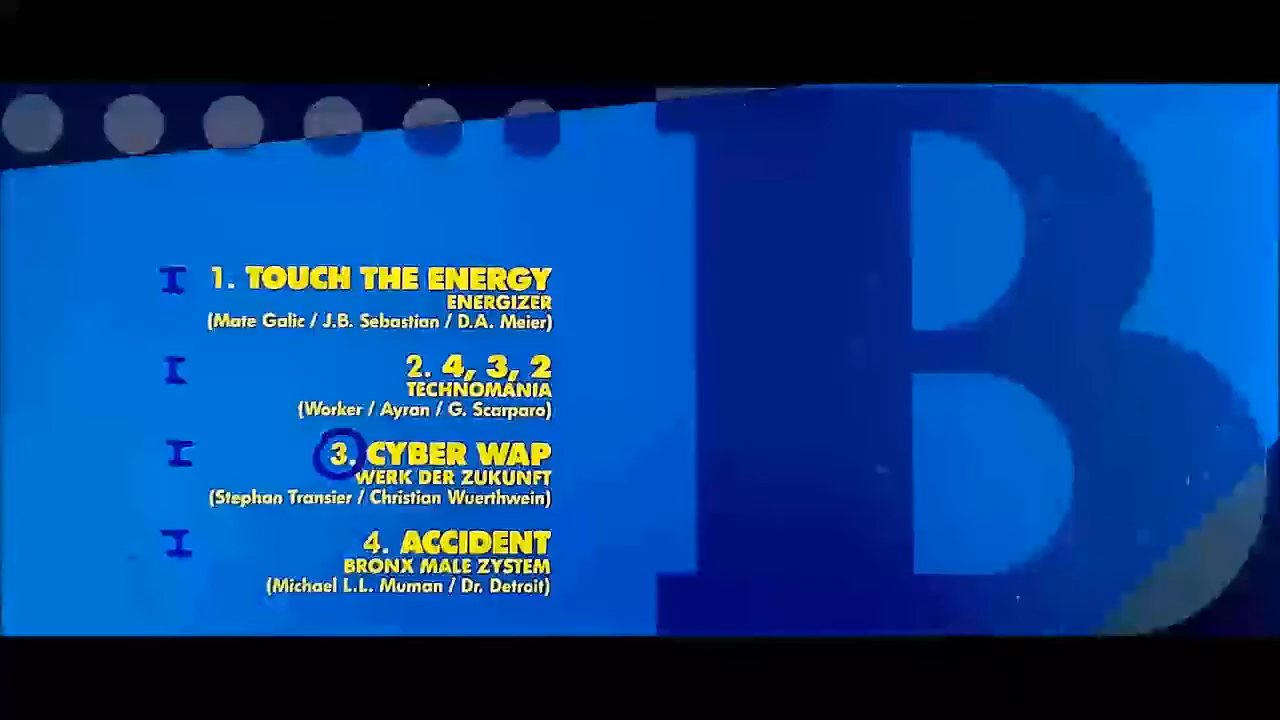 I 1. TOUCH THE ENERGY
ENERGIZER
(Mate Galic / J.B. Sebastian / D.A. Meier)
I 2. 4, 3, 2
TECHNOMANIA
(Worker / Ayran / G. Scarparo)
I 3. CYBER WAP
WERK DER ZUKUNFT
(Stephan Transier / Christian Wuerthwein)
I 4. ACCIDENT
BRONX MALE ZYSTEM
(Michael L.L. Muman / Dr. Detroit)
B